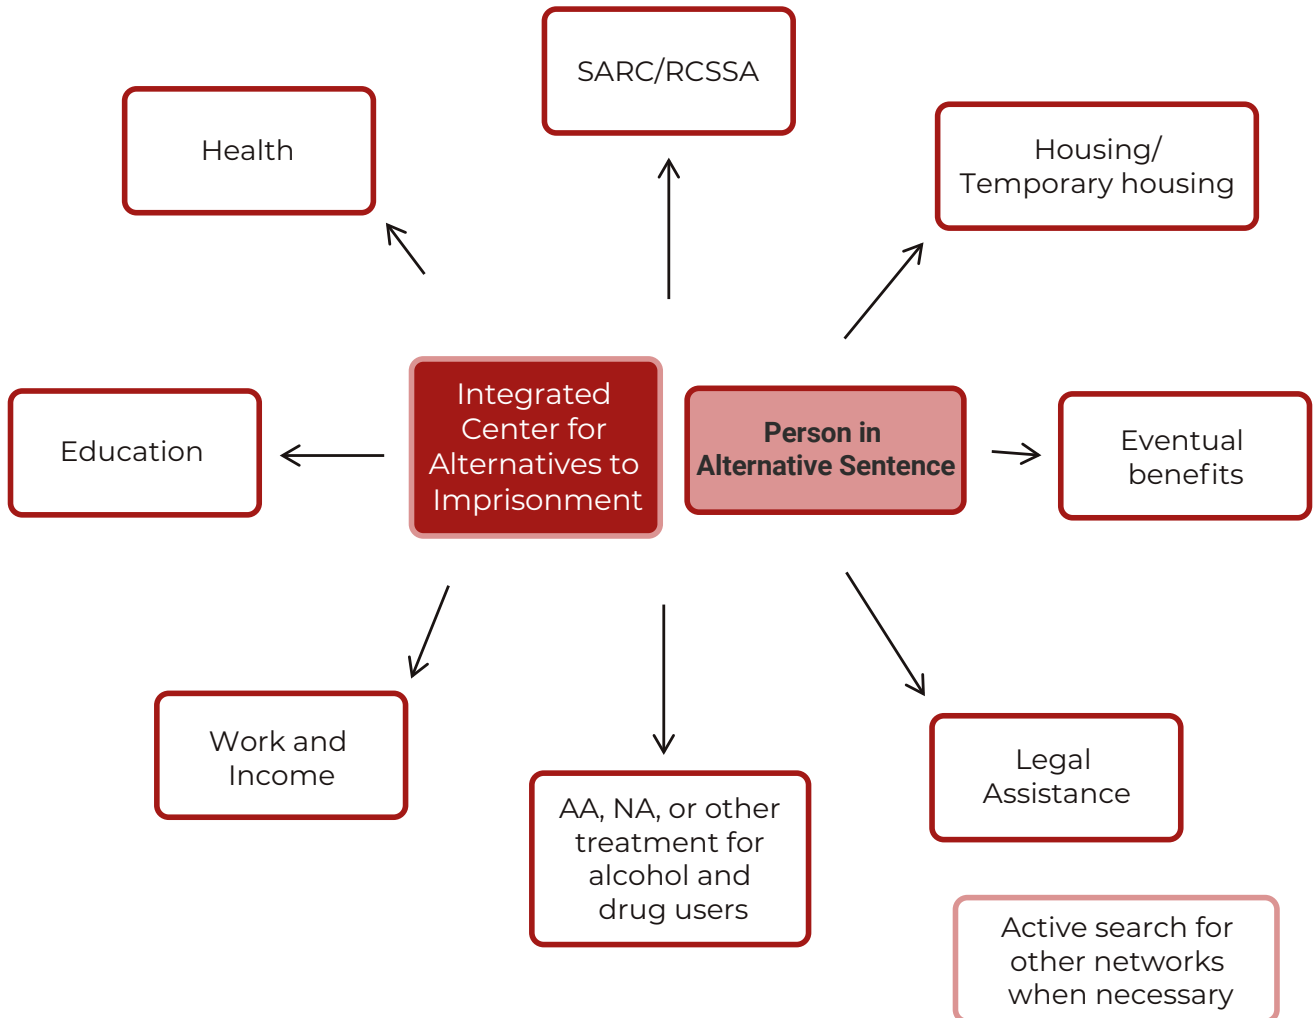 SARC/RCSSA
Health
Housing/
Temporary housing
Integrated
Center for
Alternatives to
Imprisonment
Person in
Alternative Sentence
Education
Eventual
benefits
Work and
Income
AA, NA, or other
treatment for
alcohol and
drug users
Legal
Assistance
Active search for
other networks
when necessary